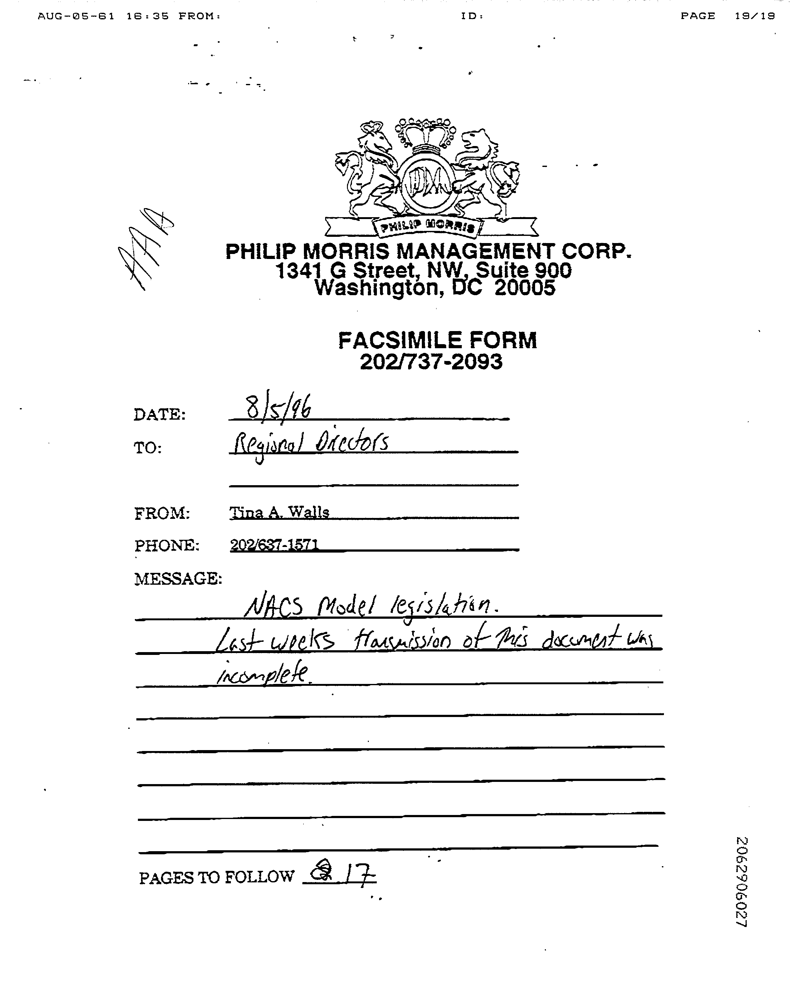 AUG-05-61 16:35 FROM: ID: PAGE 19/19
PM
PHILIP MORRIS
AAA
PHILIP MORRIS MANAGEMENT CORP.
1341 G Street, NW, Suite 900
Washington, DC 20005
FACSIMILE FORM
202/737-2093
DATE: 8/5/96
TO: Regional Directors
FROM: Tina A. Walls
PHONE: 202/637-1571
MESSAGE:
NACS Model legislation.
Last weeks transmission of this document was
incomplete.
PAGES TO FOLLOW 17
2062906027